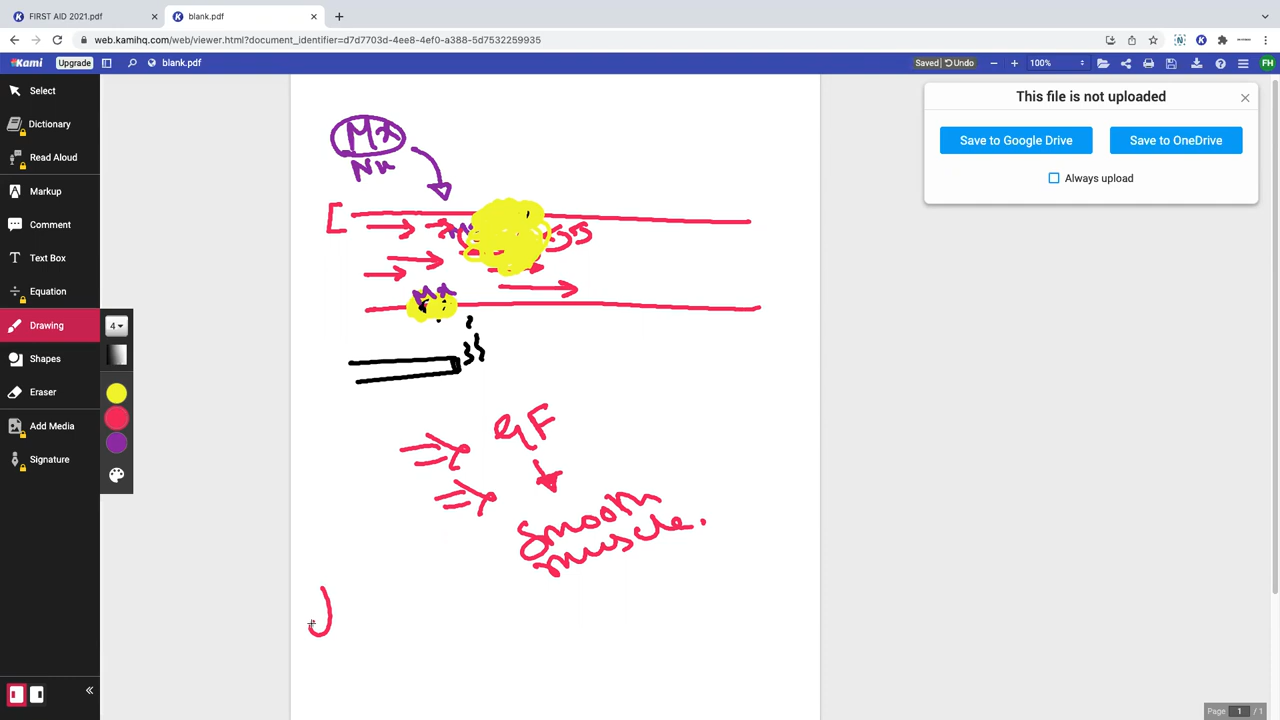 FIRST AID 2021.pdf
blank.pdf
web.kamihq.com/web/viewer.html?document_identifier=d7d7703d-4ee8-4ef0-a388-5d7532259935
Kami
Upgrade
blank.pdf
Saved
Undo
100%
FH
Select
Dictionary
Read Aloud
Markup
Comment
Text Box
Equation
Drawing
4
Shapes
Eraser
Add Media
Signature
This file is not uploaded
Save to Google Drive
Save to OneDrive
Always upload
Smooth
muscle.
Page
1
/ 1